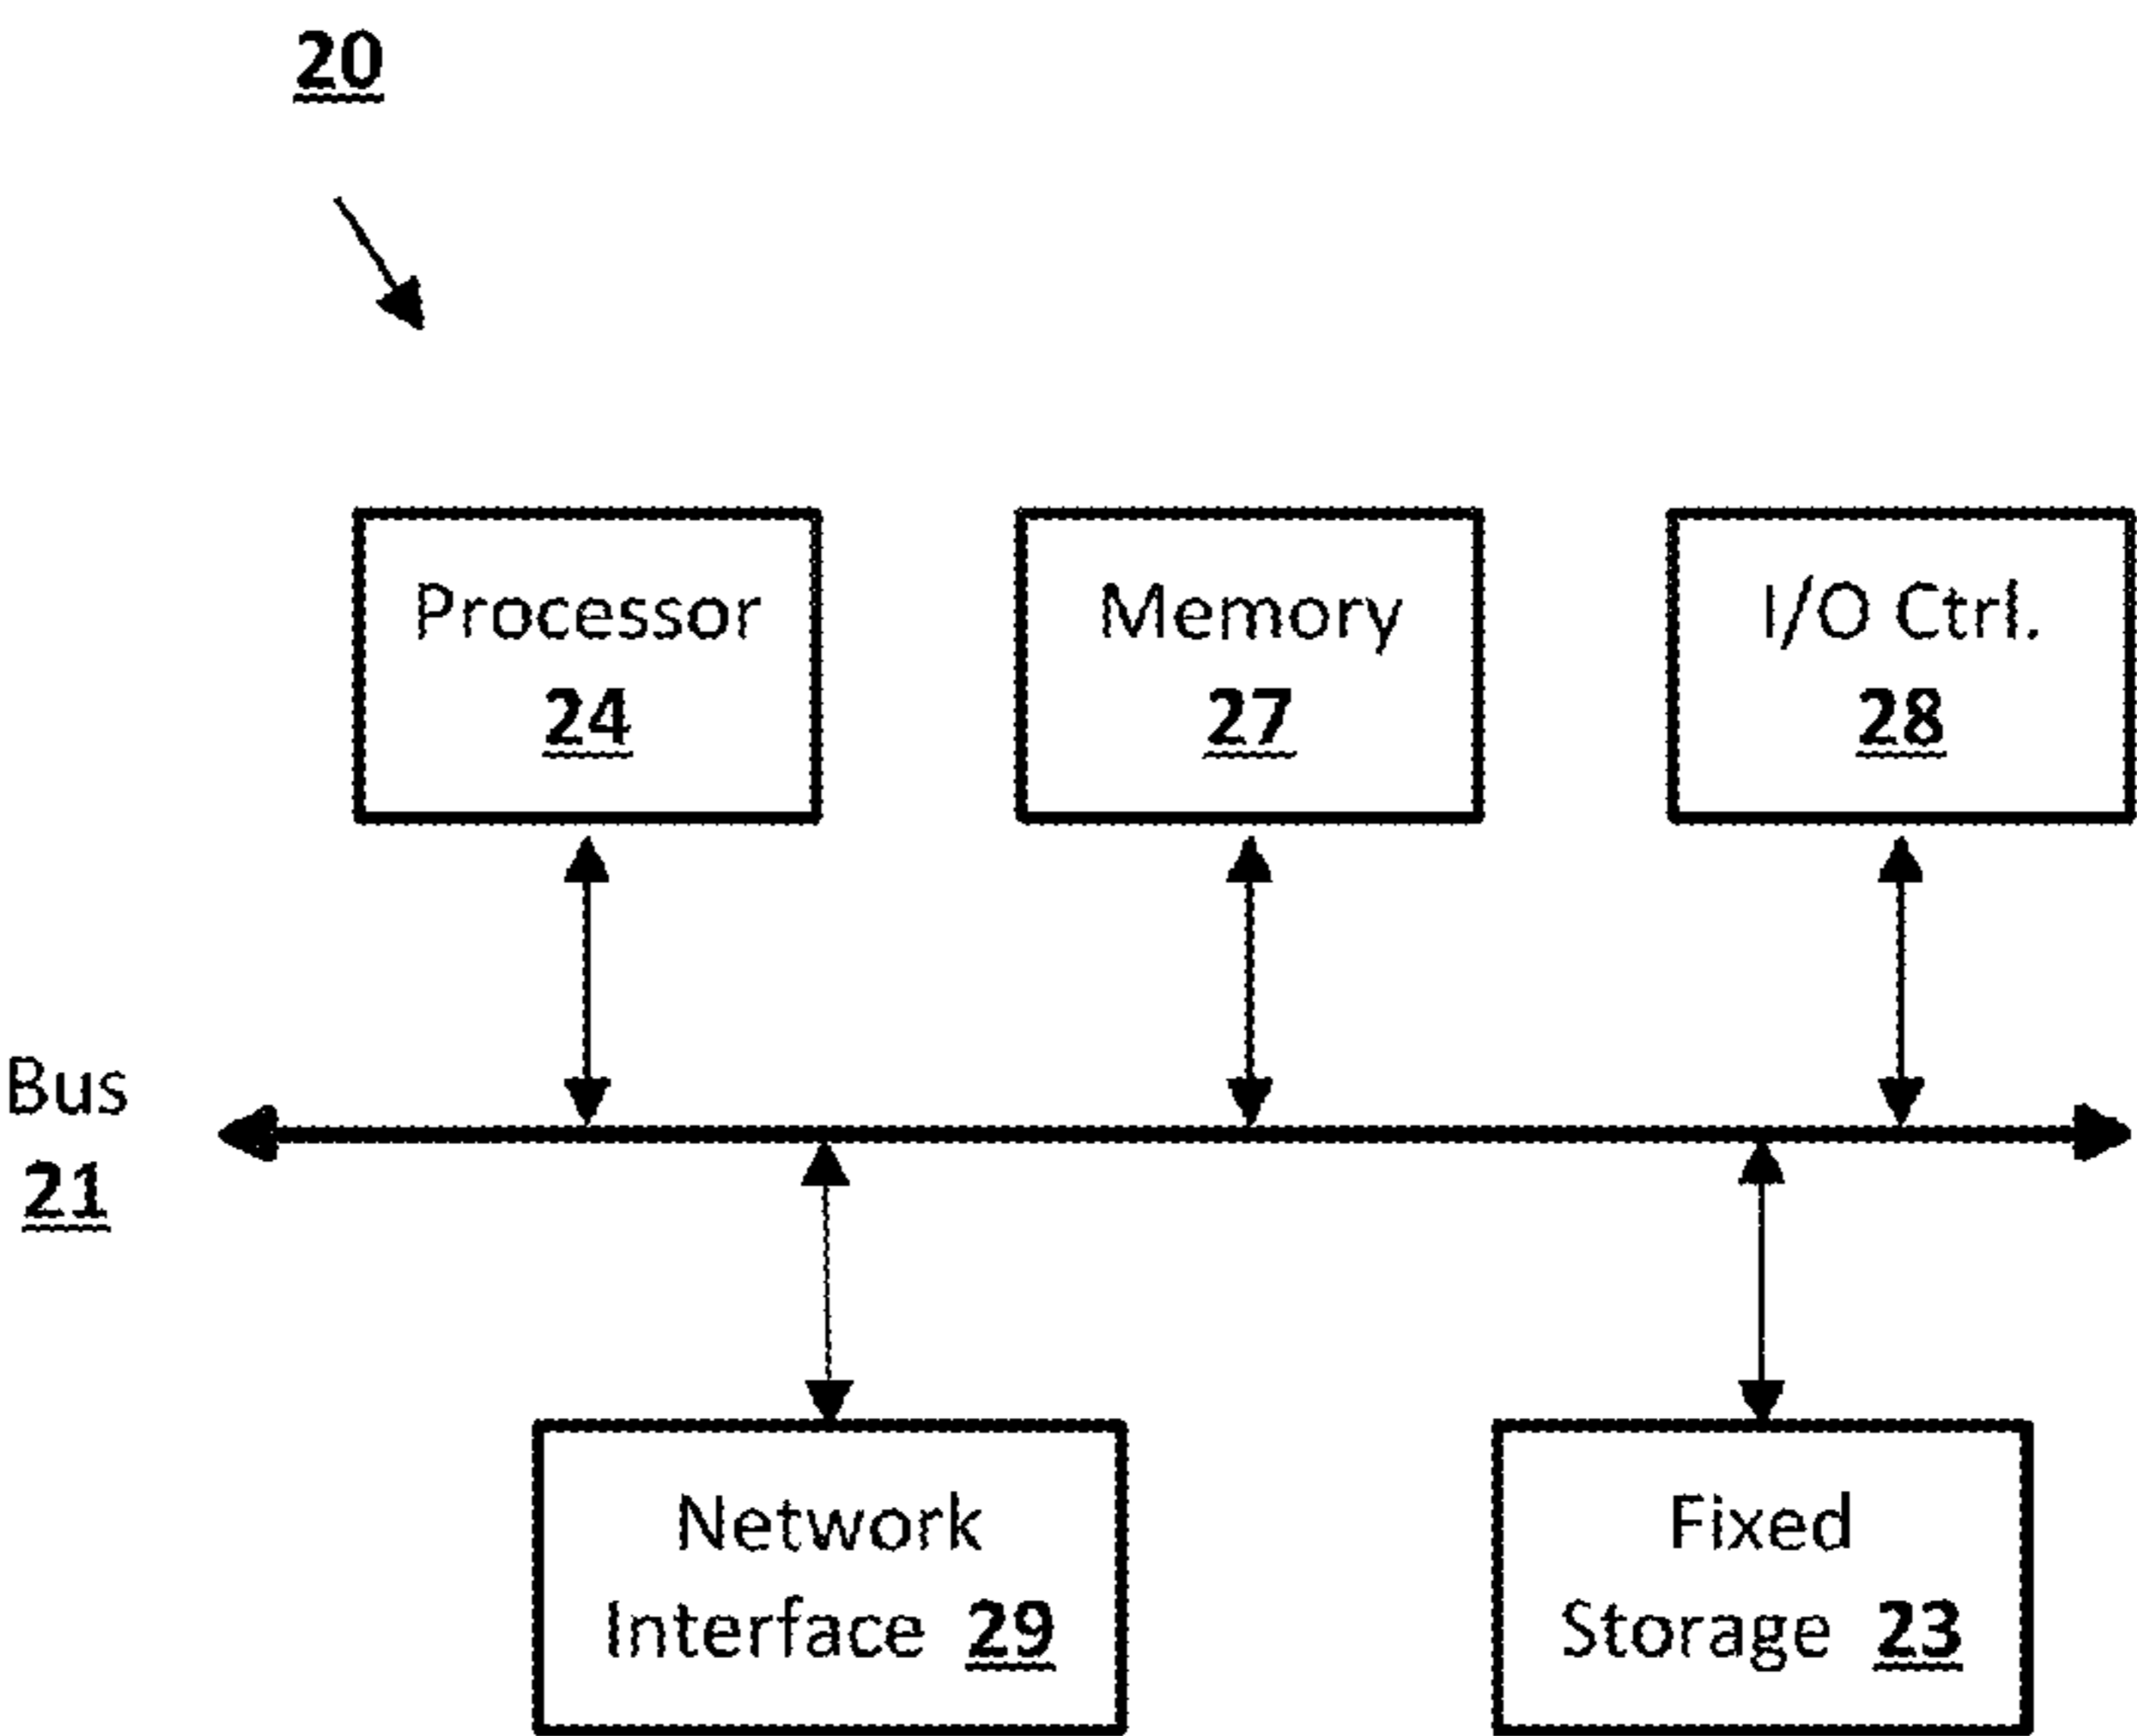 20
Processor
24
Memory
27
I/O Ctrl.
28
Bus
21
Network
Interface 29
Fixed
Storage 23